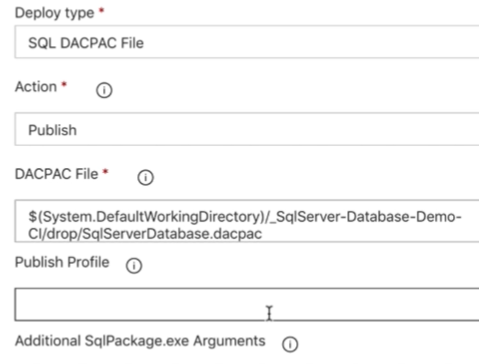 Deploy type *
SQL DACPAC File
Action *
Publish
DACPAC File *
$(System.DefaultWorkingDirectory)/_SqlServer-Database-Demo-
CI/drop/SqlServerDatabase.dacpac
Publish Profile
Additional SqlPackage.exe Arguments